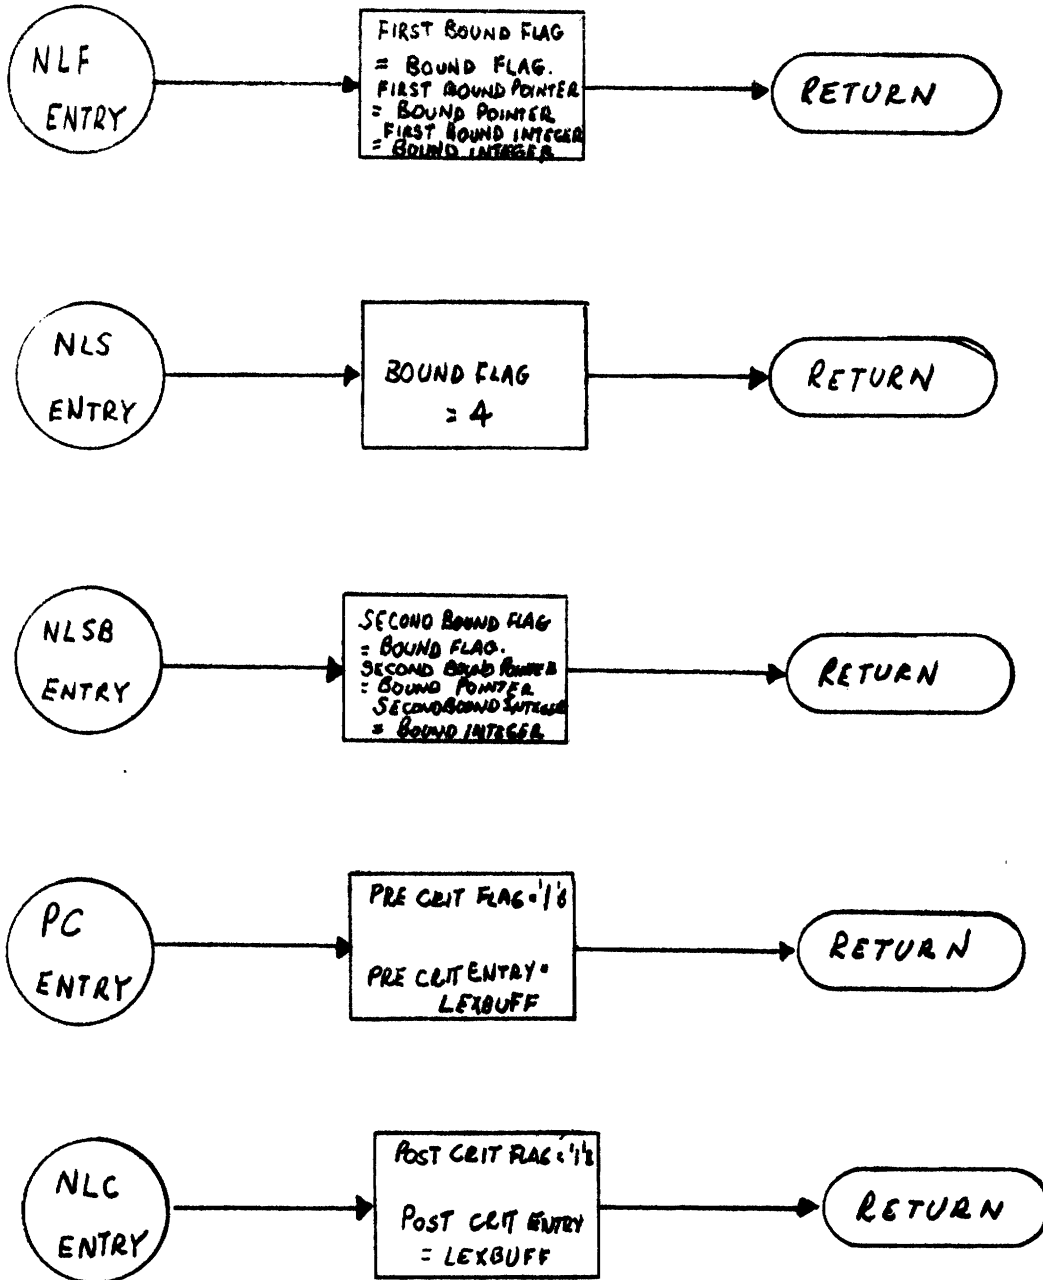 NLF
ENTRY
FIRST BOUND FLAG
= BOUND FLAG.
FIRST BOUND POINTER
= BOUND POINTER
FIRST BOUND INTEGER
= BOUND INTEGER
RETURN
NLS
ENTRY
BOUND FLAG
= 4
RETURN
NLSB
ENTRY
SECOND BOUND FLAG
= BOUND FLAG.
SECOND BOUND POINTER
= BOUND POINTER
SECOND BOUND INTEGER
= BOUND INTEGER
RETURN
PC
ENTRY
PRE CRIT FLAG = '1'B
PRE CRIT ENTRY =
LEXBUFF
RETURN
NLC
ENTRY
POST CRIT FLAG = '1'B
POST CRIT ENTRY
= LEXBUFF
RETURN